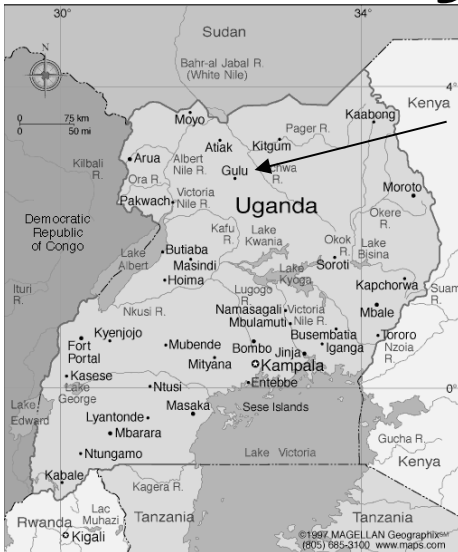 30°
34°
Sudan
N
Bahr-al Jabal R.
(White Nile)
4°
Kenya
0 75 km
0 50 mi
Moyo
Kaabong
Pager R.
Atiak
Kitgum
Arua
Albert
Nile R.
Kilbali
R.
Gulu
R.
Ora R.
Moroto
Pakwach
Victoria
Nile R.
Uganda
Okere
R.
Democratic
Republic
of Congo
Kafu
R.
Lake
Kwania
Okok
R.
Lake
Bisina
Butiaba
Lake
Albert
Masindi
Soroti
Hoima
Lake
Kyoga
Kapchorwa
Ituri
R.
Lugogo
R.
Suam
R.
Nkusi R.
Namasagali
Victoria
Nile R.
Mbulamuti
Mbale
Kyenjojo
Busembatia
Tororo
Fort
Portal
Mubende
Bombo
Jinja
Iganga
Nzoia
R.
Mityana
Kampala
Kasese
Lake
George
Ntusi
Entebbe
0°
Lake
Edward
Masaka
Sese Islands
Lyantonde
Mbarara
Gucha R.
Ntungamo
Lake Victoria
Kenya
Kabale
Kagera R.
Rwanda
Lac
Muhazi
Tanzania
Tanzania
Kigali
©1997 MAGELLAN Geographix℠
(805) 685-3100 www.maps.com